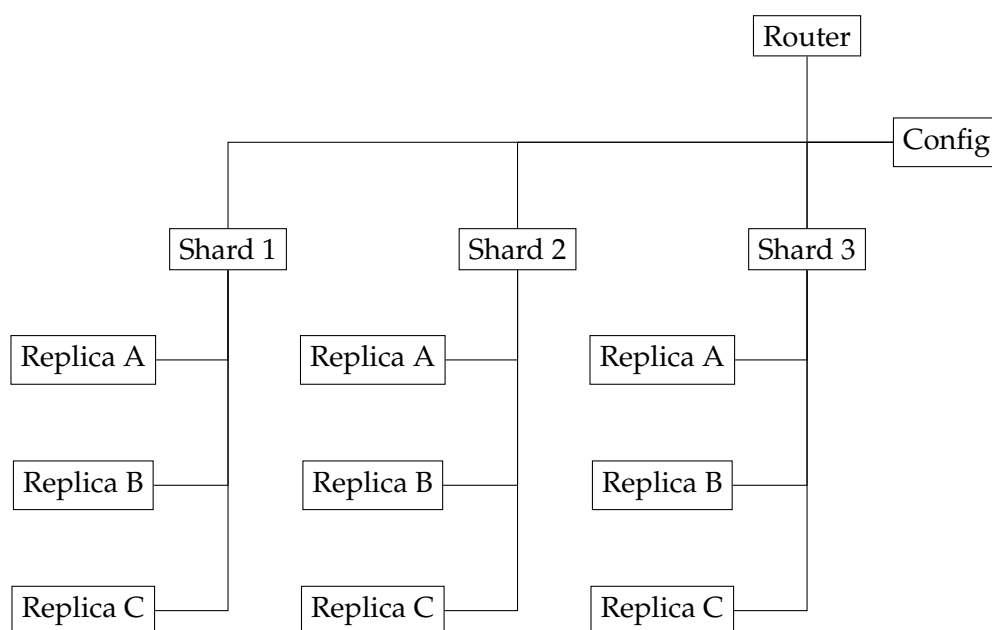 Router
Config
Shard 1
Shard 2
Shard 3
Replica A
Replica A
Replica A
Replica B
Replica B
Replica B
Replica C
Replica C
Replica C